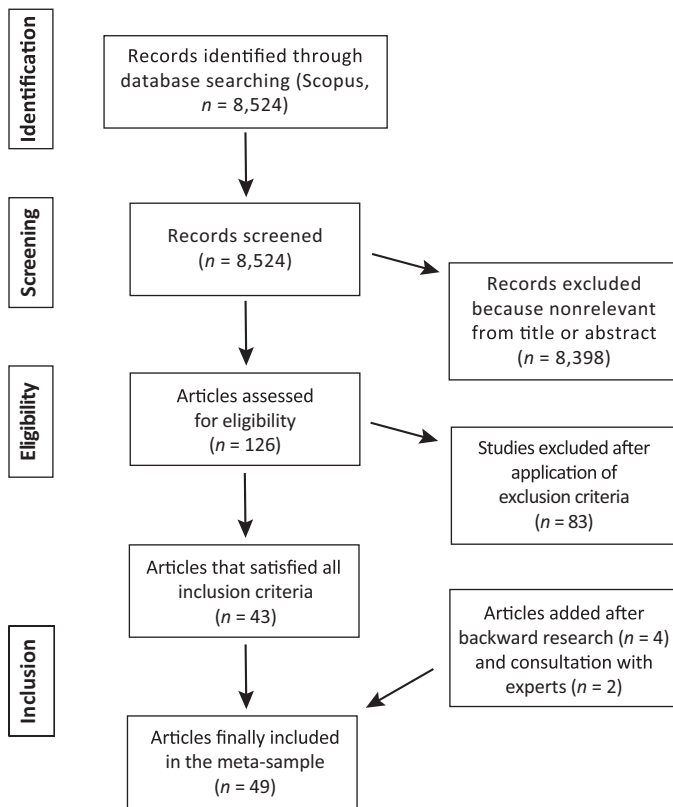 Identification
Records identified through
database searching (Scopus,
n = 8,524)
Screening
Records screened
(n = 8,524)
Records excluded
because nonrelevant
from title or abstract
(n = 8,398)
Eligibility
Articles assessed
for eligibility
(n = 126)
Studies excluded after
application of
exclusion criteria
(n = 83)
Articles that satisfied all
inclusion criteria
(n = 43)
Inclusion
Articles added after
backward research (n = 4)
and consultation with
experts (n = 2)
Articles finally included
in the meta-sample
(n = 49)